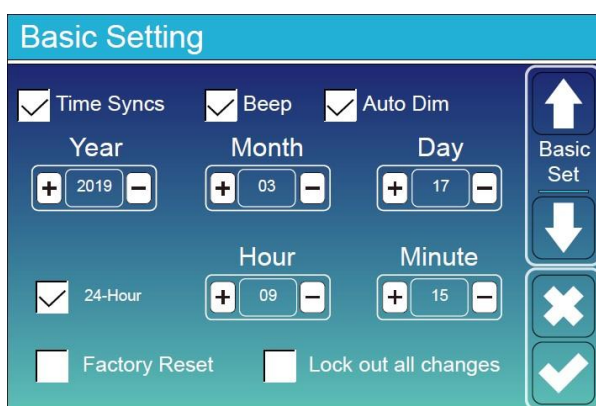 Basic Setting
Time Syncs Beep Auto Dim
Year Month Day
+ 2019 - + 03 - + 17 -
Basic
Set
Hour Minute
24-Hour + 09 - + 15 -
Factory Reset Lock out all changes